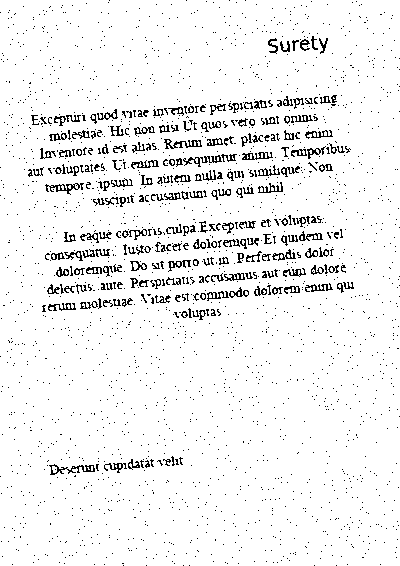 Surety
Excepturi quod vitae inventore perspiciatis adipisicing
molestiae. Hic non nisi Ut quos vero sint omnis
Inventore id est alias. Rerum amet, placeat hic enim
aut voluptates. Ut enim consequuntur animi. Temporibus
tempore, ipsum. In autem nulla qui similique. Non
suscipit accusantium quo qui nihil
In eaque corporis culpa Excepteur et voluptas.
consequatur. Iusto facere doloremque Et quidem vel
doloremque. Do sit porro ut in. Perferendis dolor
delectus, aute. Perspiciatis accusamus aut eum dolore
rerum molestiae. Vitae est commodo dolorem enim qui
voluptas
Deserunt cupidatat velit